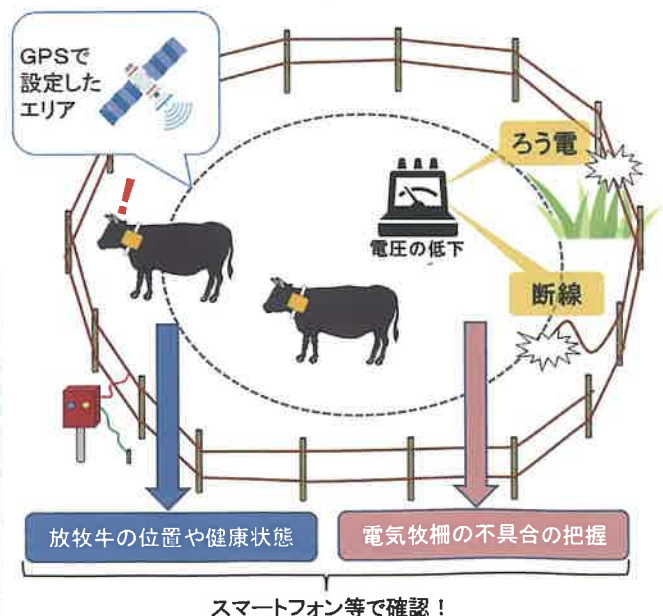 GPSで
設定した
エリア
ろう電
電圧の低下
断線
放牧牛の位置や健康状態
電気牧柵の不具合の把握
スマートフォン等で確認！